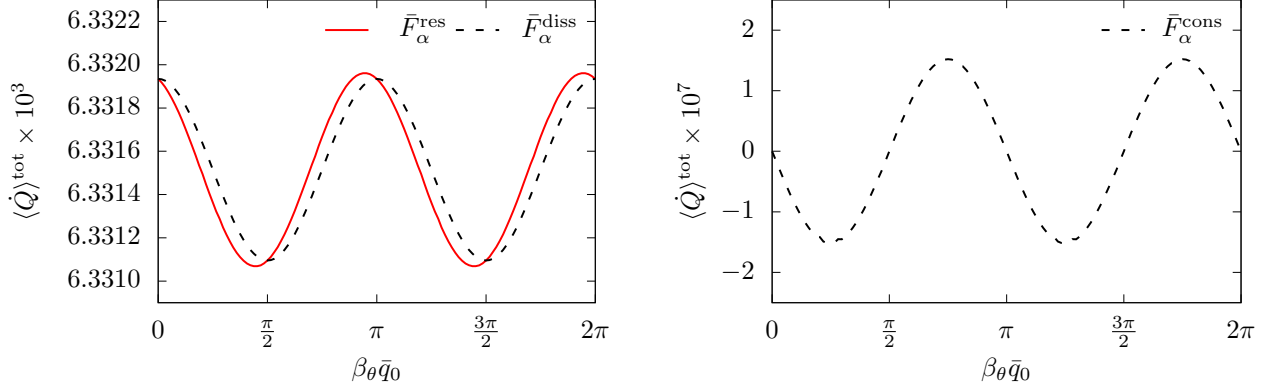 6.3322
6.3320
6.3318
6.3316
6.3314
6.3312
6.3310
⟨Q̇⟩^tot × 10^3
F̄_α^res
F̄_α^diss
0
π/2
π
3π/2
2π
β_θ q̄_0
2
1
0
−1
−2
⟨Q̇⟩^tot × 10^7
F̄_α^cons
0
π/2
π
3π/2
2π
β_θ q̄_0